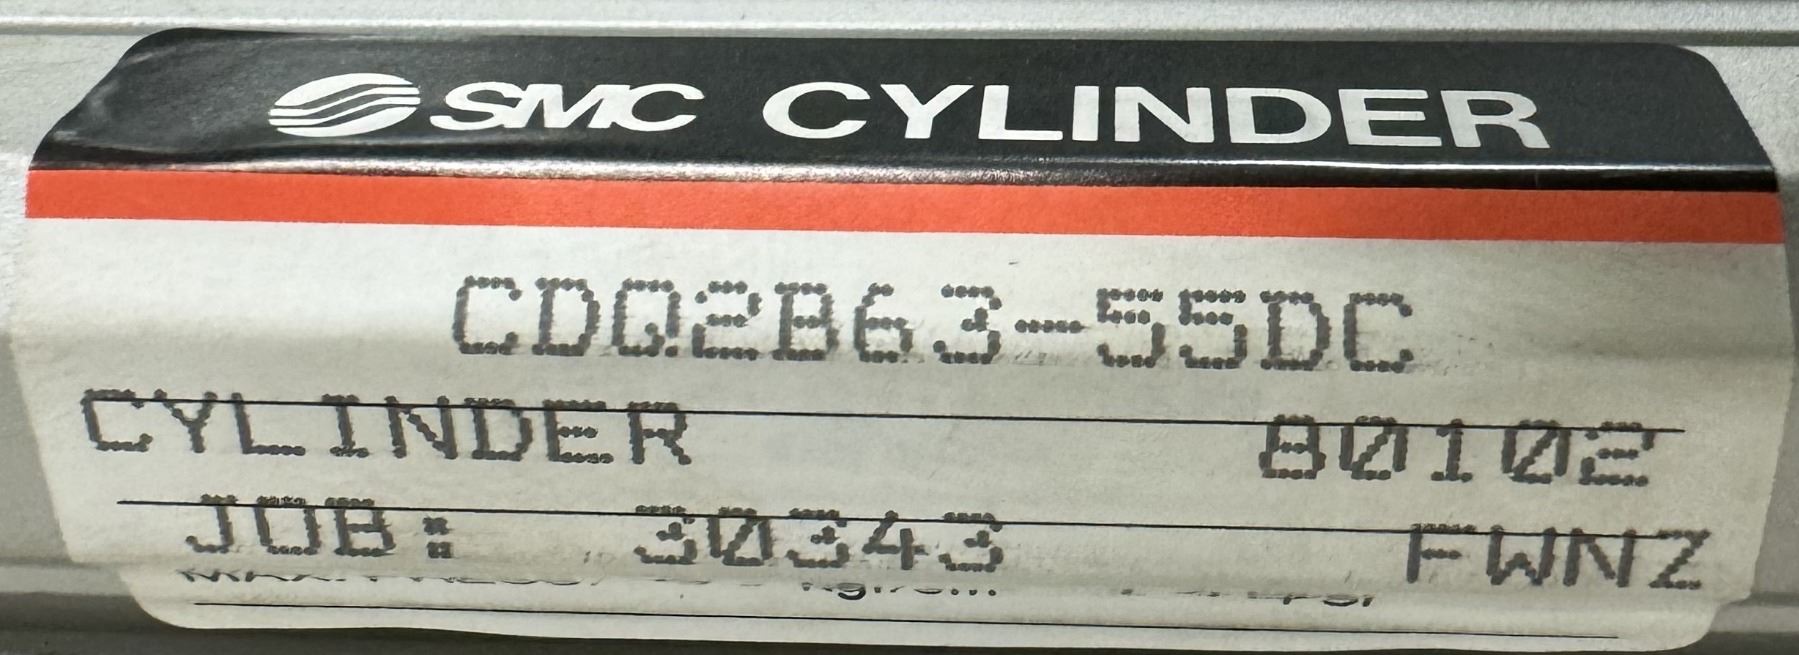 SMC CYLINDER
CDQ2B63-55DC
CYLINDER 80102
JOB: 30343 FWNZ